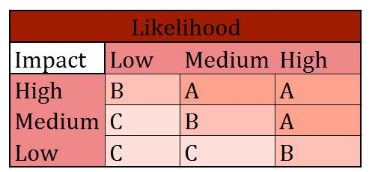 Likelihood
Impact Low Medium High
High B A A
Medium C B A
Low C C B